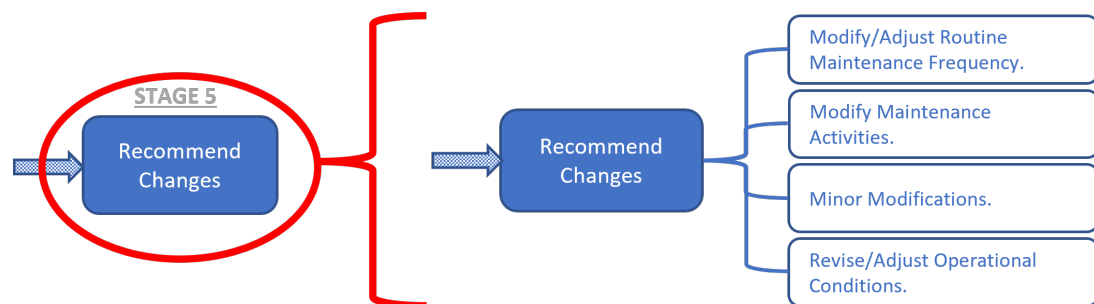 STAGE 5
Recommend
Changes
Recommend
Changes
Modify/Adjust Routine
Maintenance Frequency.
Modify Maintenance
Activities.
Minor Modifications.
Revise/Adjust Operational
Conditions.